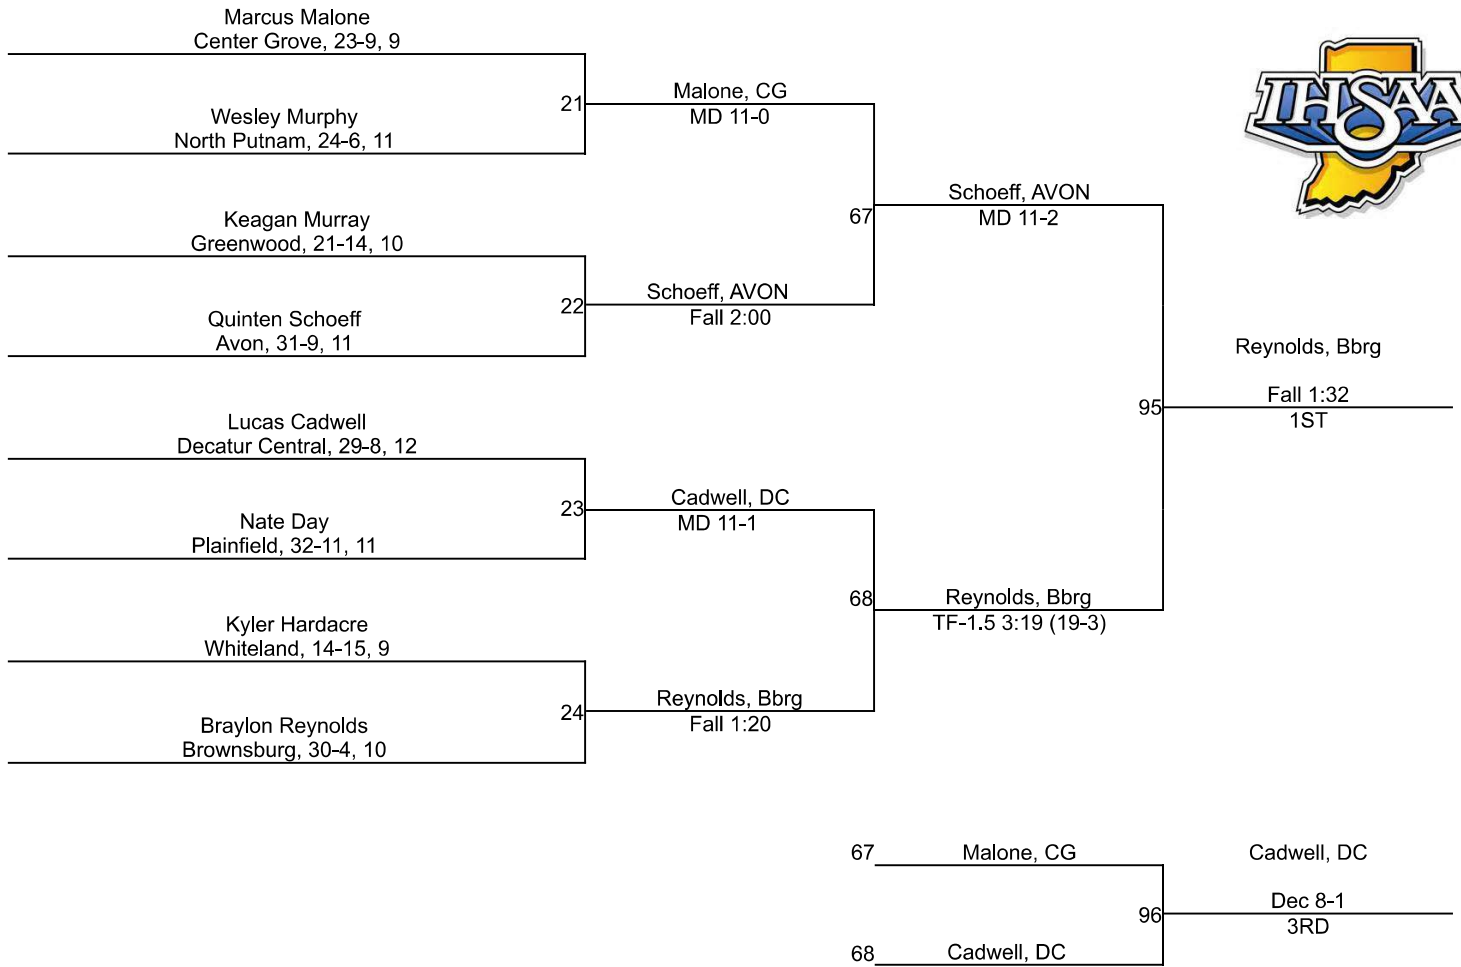 Marcus Malone
Center Grove, 23-9, 9
Wesley Murphy
North Putnam, 24-6, 11
21
Malone, CG
MD 11-0
Keagan Murray
Greenwood, 21-14, 10
Quinten Schoeff
Avon, 31-9, 11
22
Schoeff, AVON
Fall 2:00
67
Schoeff, AVON
MD 11-2
Lucas Cadwell
Decatur Central, 29-8, 12
Nate Day
Plainfield, 32-11, 11
23
Cadwell, DC
MD 11-1
Kyler Hardacre
Whiteland, 14-15, 9
Braylon Reynolds
Brownsburg, 30-4, 10
24
Reynolds, Bbrg
Fall 1:20
68
Reynolds, Bbrg
TF-1.5 3:19 (19-3)
95
Reynolds, Bbrg
Fall 1:32
1ST
IHSAA
67
Malone, CG
68
Cadwell, DC
96
Cadwell, DC
Dec 8-1
3RD